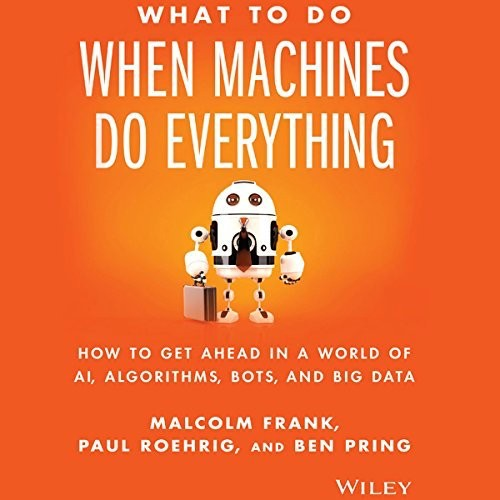 WHAT TO DO
WHEN MACHINES
DO EVERYTHING
HOW TO GET AHEAD IN A WORLD OF
AI, ALGORITHMS, BOTS, AND BIG DATA
MALCOLM FRANK,
PAUL ROEHRIG, AND BEN PRING
WILEY